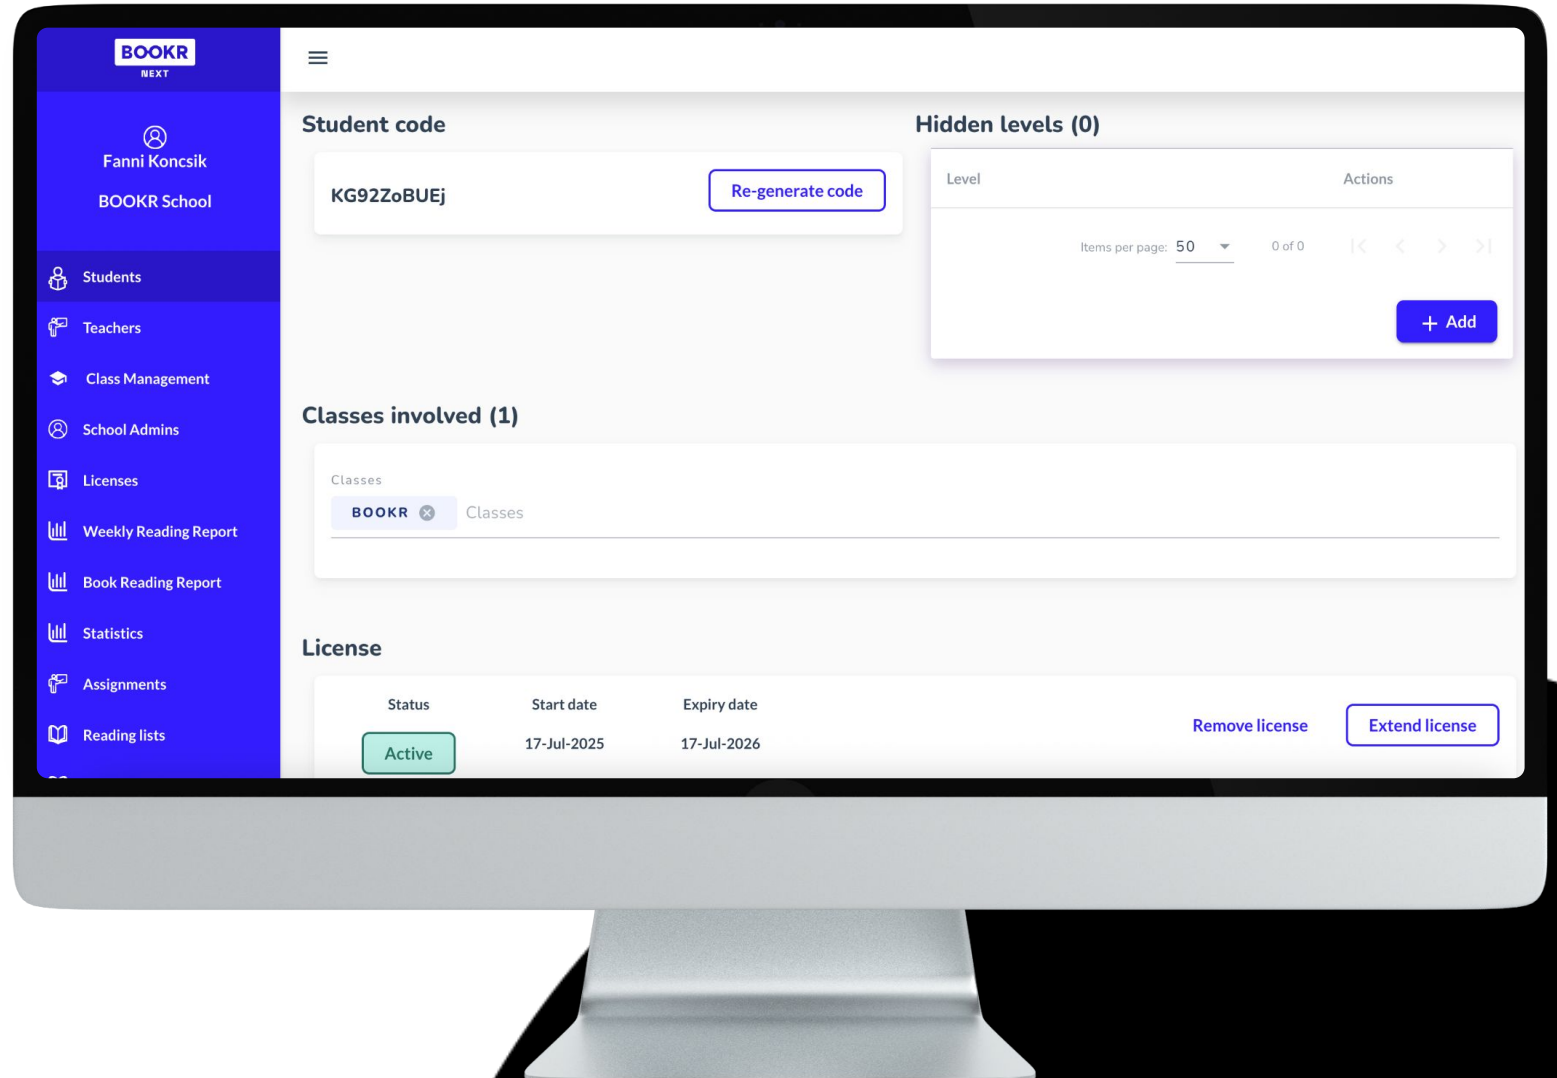 BOOKR
NEXT
Fanni Koncsik
BOOKR School
Students
Teachers
Class Management
School Admins
Licenses
Weekly Reading Report
Book Reading Report
Statistics
Assignments
Reading lists
Student code
KG92ZoBUEj
Re-generate code
Hidden levels (0)
Level Actions
Items per page: 50 0 of 0
+ Add
Classes involved (1)
Classes
BOOKR Classes
License
Status Start date Expiry date
Active 17-Jul-2025 17-Jul-2026
Remove license Extend license